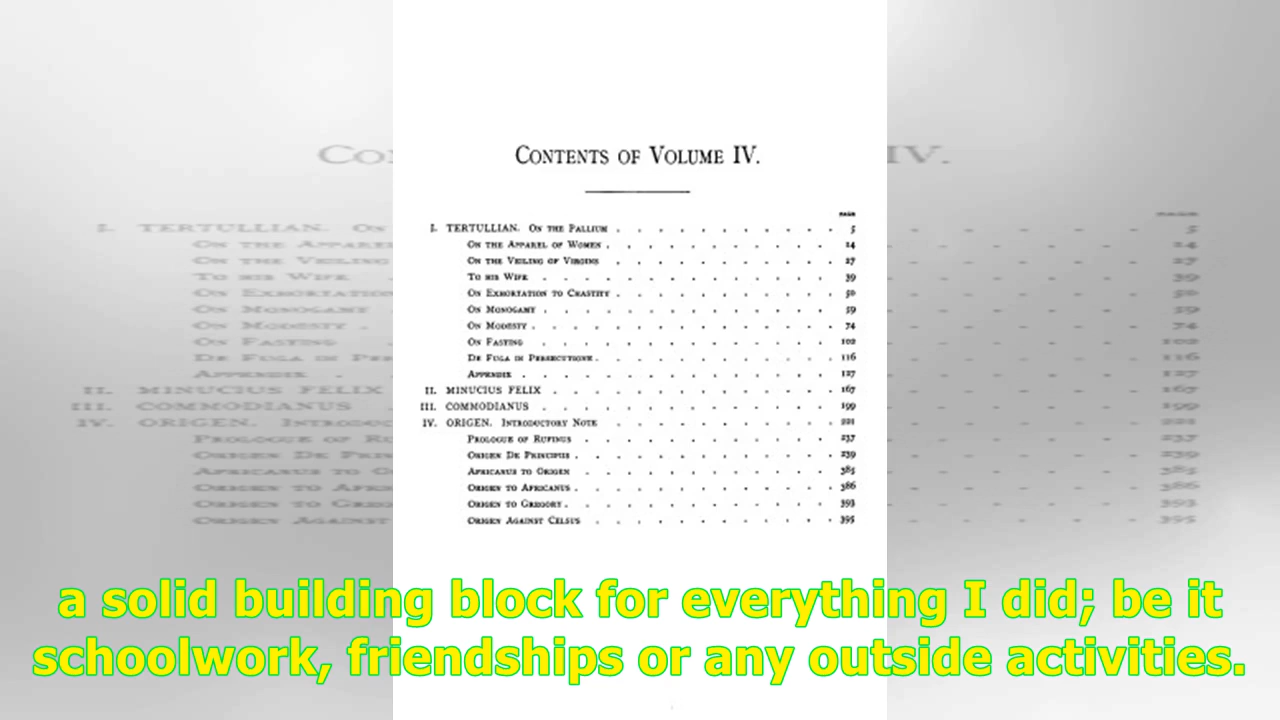 CONTENTS OF VOLUME IV.
PAGE
I. TERTULLIAN. ON THE PALLIUM . . . . . . . . . . 5
ON THE APPAREL OF WOMEN . . . . . . . . . . 14
ON THE VEILING OF VIRGINS . . . . . . . . . . 27
TO HIS WIFE . . . . . . . . . . . . 39
ON EXHORTATION TO CHASTITY . . . . . . . . . . 50
ON MONOGAMY . . . . . . . . . . . . 59
ON MODESTY . . . . . . . . . . . . 74
ON FASTING . . . . . . . . . . . . 102
DE FUGA IN PERSECUTIONE . . . . . . . . . . 116
APPENDIX . . . . . . . . . . . . 127
II. MINUCIUS FELIX . . . . . . . . . . . . 167
III. COMMODIANUS . . . . . . . . . . . . 199
IV. ORIGEN. INTRODUCTORY NOTE . . . . . . . . . . 221
PROLOGUE OF RUFINUS . . . . . . . . . . 237
ORIGEN DE PRINCIPIIS . . . . . . . . . . . 239
AFRICANUS TO ORIGEN . . . . . . . . . . 385
ORIGEN TO AFRICANUS . . . . . . . . . . . 386
ORIGEN TO GREGORY . . . . . . . . . . . 393
ORIGEN AGAINST CELSUS . . . . . . . . . . 395
a solid building block for everything I did; be it
schoolwork, friendships or any outside activities.